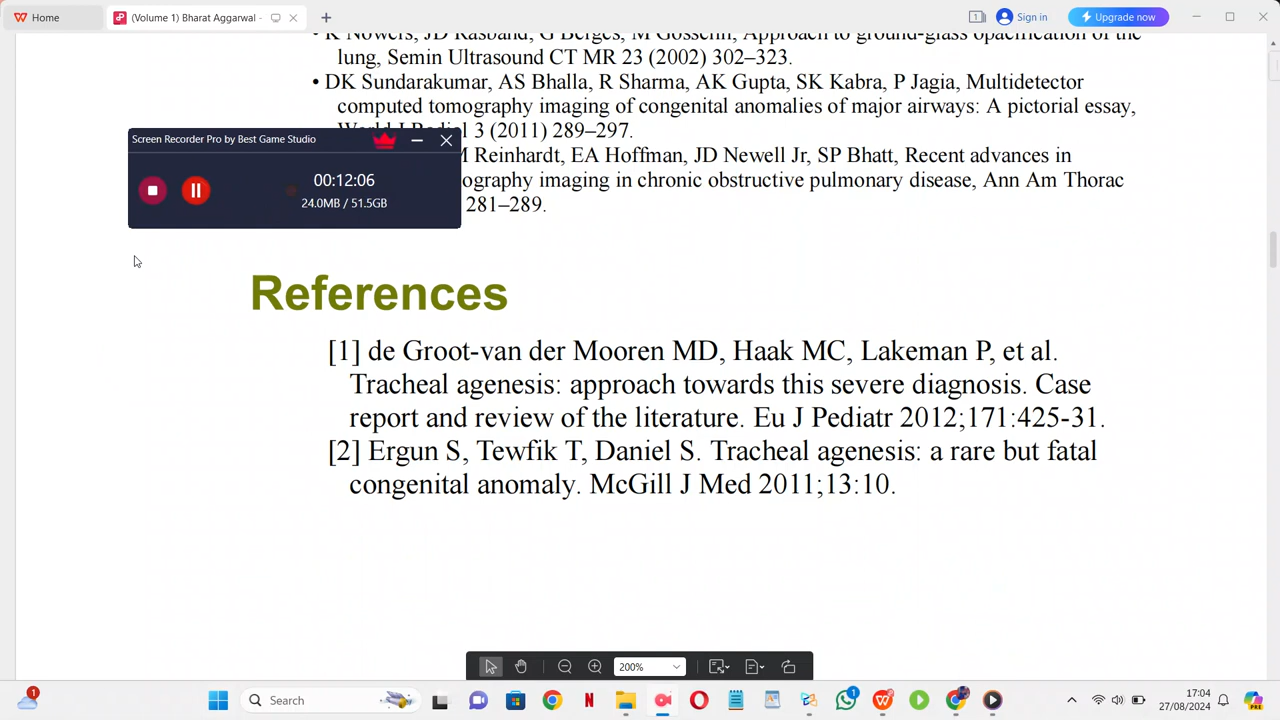 Home
(Volume 1) Bharat Aggarwal -
Sign in
Upgrade now
• K Nowers, JD Rasband, G Berges, M Gosselin, Approach to ground-glass opacification of the
lung, Semin Ultrasound CT MR 23 (2002) 302–323.
• DK Sundarakumar, AS Bhalla, R Sharma, AK Gupta, SK Kabra, P Jagia, Multidetector
computed tomography imaging of congenital anomalies of major airways: A pictorial essay,
World J Radiol 3 (2011) 289–297.
Screen Recorder Pro by Best Game Studio
00:12:06
24.0MB / 51.5GB
M Reinhardt, EA Hoffman, JD Newell Jr, SP Bhatt, Recent advances in
ography imaging in chronic obstructive pulmonary disease, Ann Am Thorac
281–289.
References
[1] de Groot-van der Mooren MD, Haak MC, Lakeman P, et al.
Tracheal agenesis: approach towards this severe diagnosis. Case
report and review of the literature. Eu J Pediatr 2012;171:425-31.
[2] Ergun S, Tewfik T, Daniel S. Tracheal agenesis: a rare but fatal
congenital anomaly. McGill J Med 2011;13:10.
200%
1
Search
1
17:04
27/08/2024